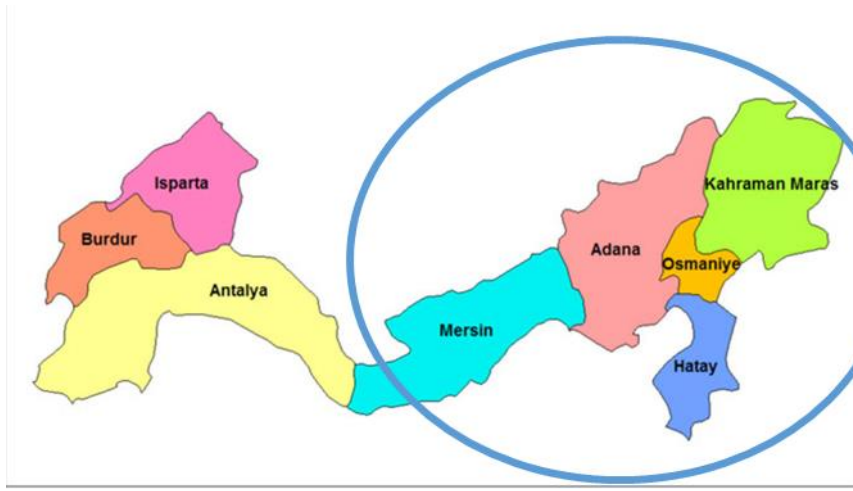 Isparta
Kahraman Maras
Burdur
Adana
Osmaniye
Antalya
Mersin
Hatay